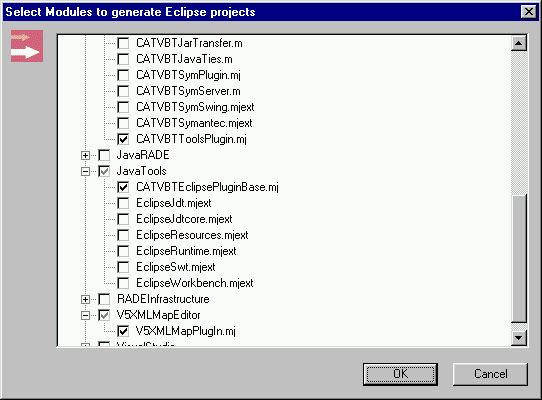 Select Modules to generate Eclipse projects
CATVBTJarTransfer.m
CATVBTJavaTies.m
CATVBTSymPlugin.mj
CATVBTSymServer.m
CATVBTSymSwing.mjext
CATVBTSymantec.mjext
CATVBTToolsPlugin.mj
JavaRADE
JavaTools
CATVBTEclipsePluginBase.mj
EclipseJdt.mjext
EclipseJdtcore.mjext
EclipseResources.mjext
EclipseRuntime.mjext
EclipseSwt.mjext
EclipseWorkbench.mjext
RADEInfrastructure
V5XMLMapEditor
V5XMLMapPlugIn.mj
VisualStudio
OK Cancel